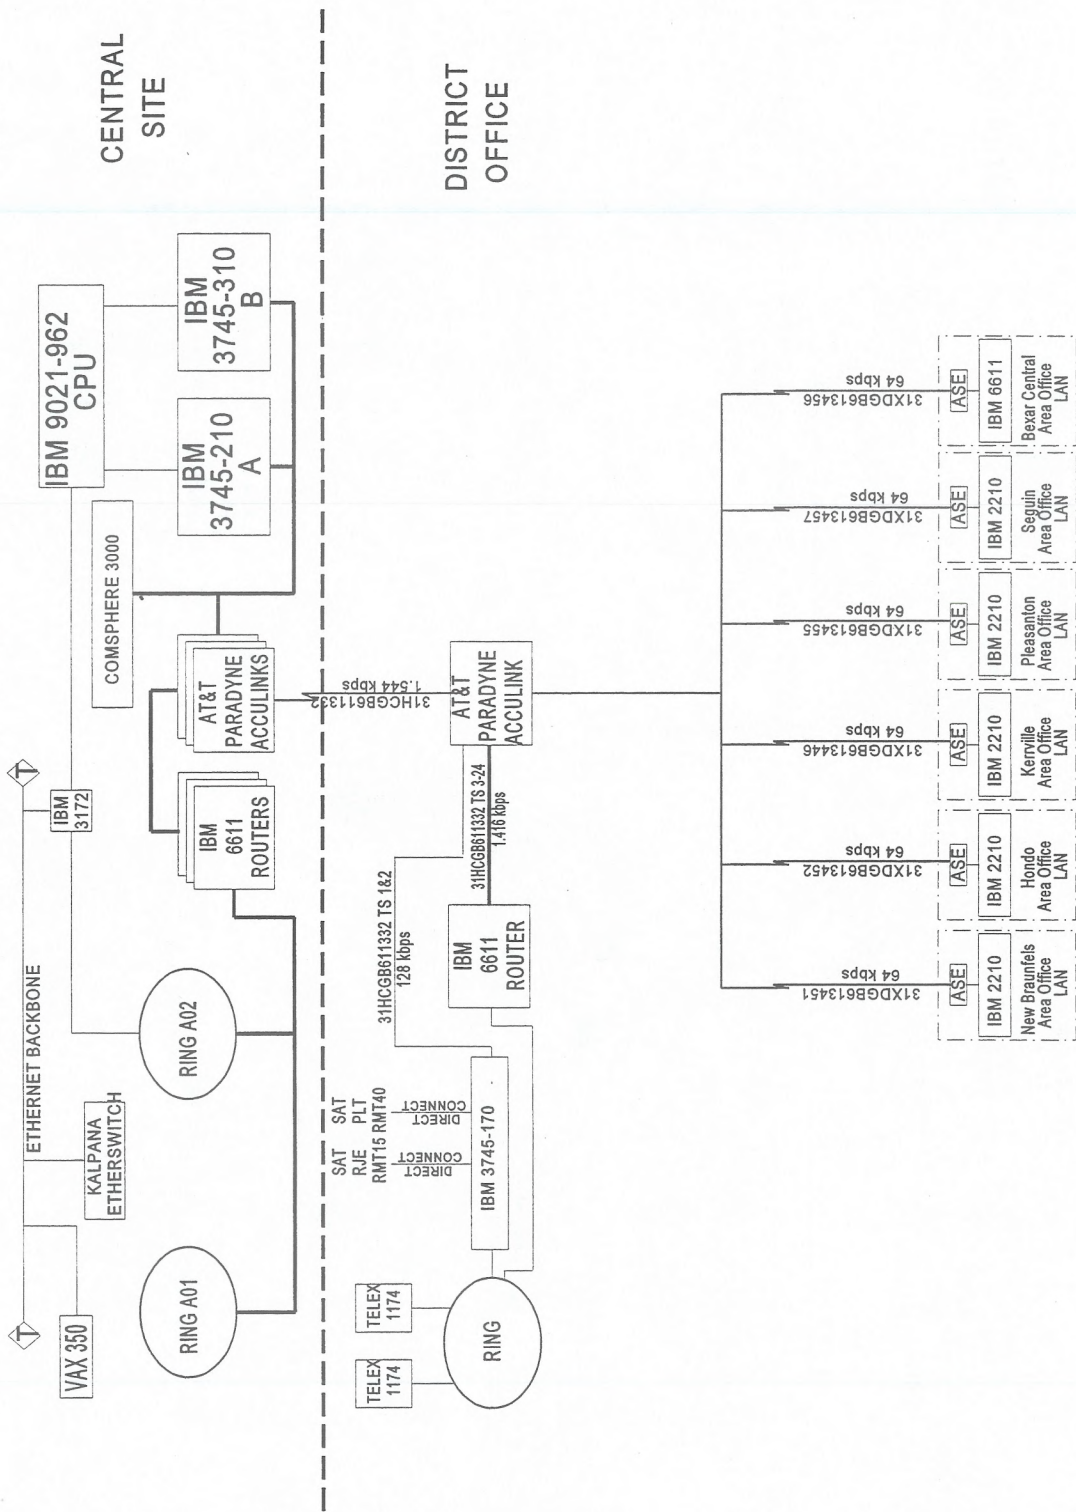 CENTRAL
SITE
T
T
ETHERNET BACKBONE
VAX 350
KALPANA
ETHERSWITCH
IBM
3172
IBM 9021-962
CPU
COMSPHERE 3000
RING A01
RING A02
IBM
6611
ROUTERS
AT&T
PARADYNE
ACCULINKS
IBM
3745-210
A
IBM
3745-310
B
31HCGB611332
1.544 kbps
DISTRICT
OFFICE
TELEX
1174
TELEX
1174
RING
SAT
RJE
RMT15
DIRECT
CONNECT
SAT
PLT
RMT40
DIRECT
CONNECT
IBM 3745-170
31HCGB611332 TS 1&2
128 kbps
IBM
6611
ROUTER
31HCGB611332 TS 3-24
1.416 kbps
AT&T
PARADYNE
ACCULINK
31XDGB613451
64 kbps
ASE
IBM 2210
New Braunfels
Area Office
LAN
31XDGB613452
64 kbps
ASE
IBM 2210
Hondo
Area Office
LAN
31XDGB613446
64 kbps
ASE
IBM 2210
Kerrville
Area Office
LAN
31XDGB613455
64 kbps
ASE
IBM 2210
Pleasanton
Area Office
LAN
31XDGB613457
64 kbps
ASE
IBM 2210
Seguin
Area Office
LAN
31XDGB613456
64 kbps
ASE
IBM 6611
Bexar Central
Area Office
LAN